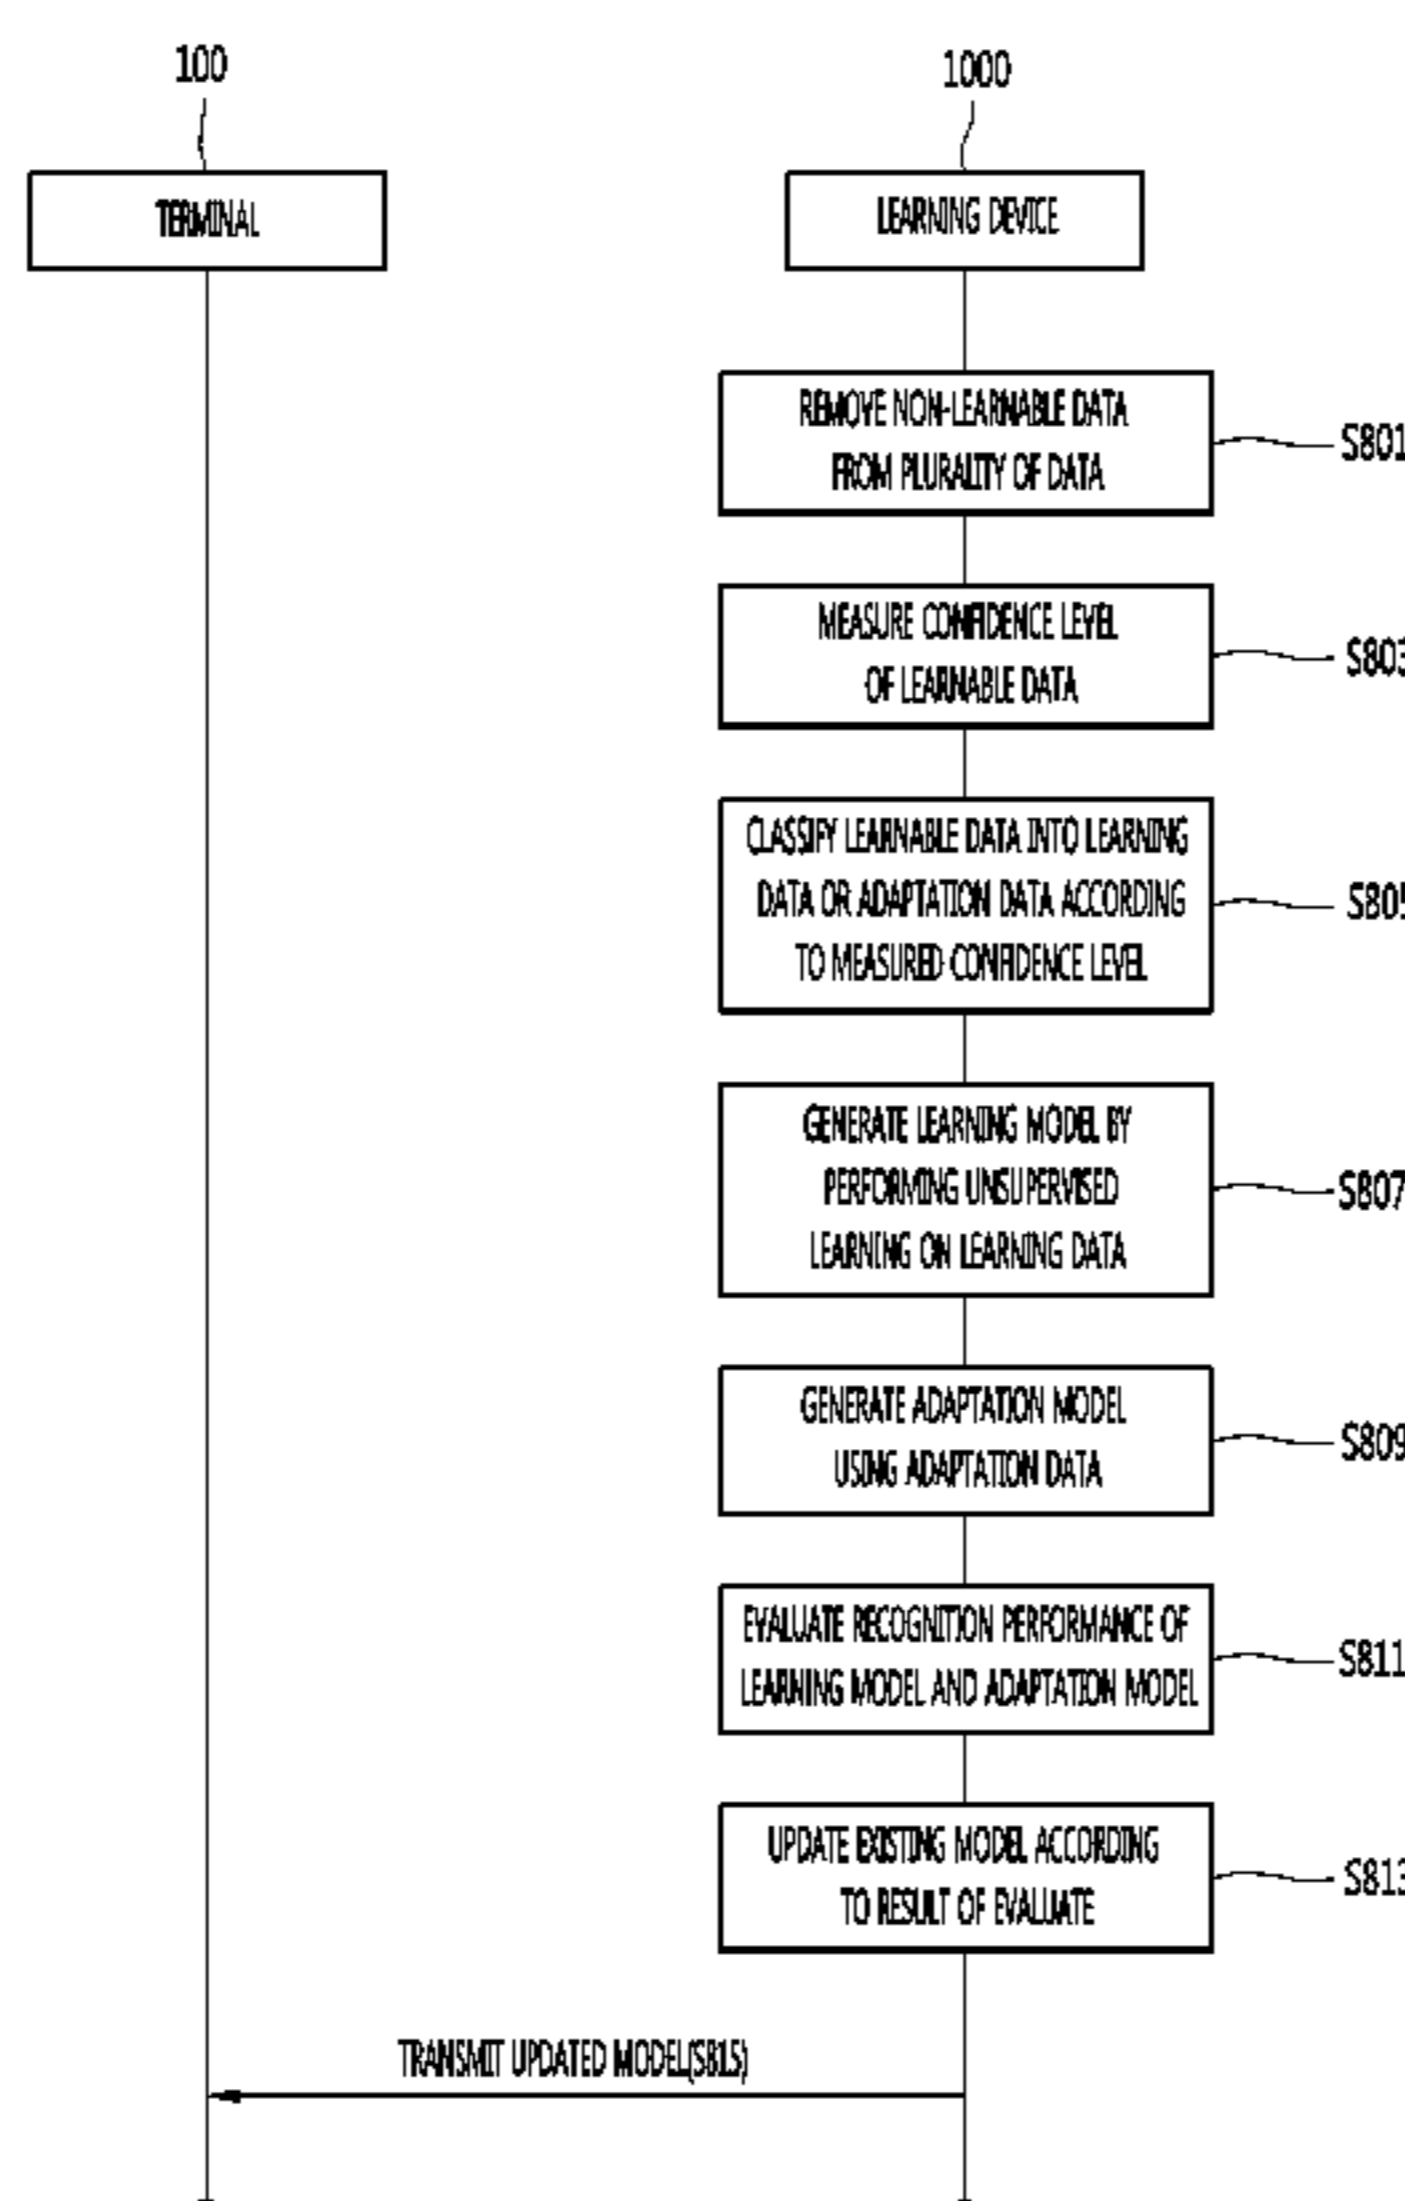 100
1000
TERMINAL
LEARNING DEVICE
REMOVE NON-LEARNABLE DATA
FROM PLURALITY OF DATA
S801
MEASURE CONFIDENCE LEVEL
OF LEARNABLE DATA
S803
CLASSIFY LEARNABLE DATA INTO LEARNING
DATA OR ADAPTATION DATA ACCORDING
TO MEASURED CONFIDENCE LEVEL
S805
GENERATE LEARNING MODEL BY
PERFORMING UNSUPERVISED
LEARNING ON LEARNING DATA
S807
GENERATE ADAPTATION MODEL
USING ADAPTATION DATA
S809
EVALUATE RECOGNITION PERFORMANCE OF
LEARNING MODEL AND ADAPTATION MODEL
S811
UPDATE EXISTING MODEL ACCORDING
TO RESULT OF EVALUATE
S813
TRANSMIT UPDATED MODEL(S815)